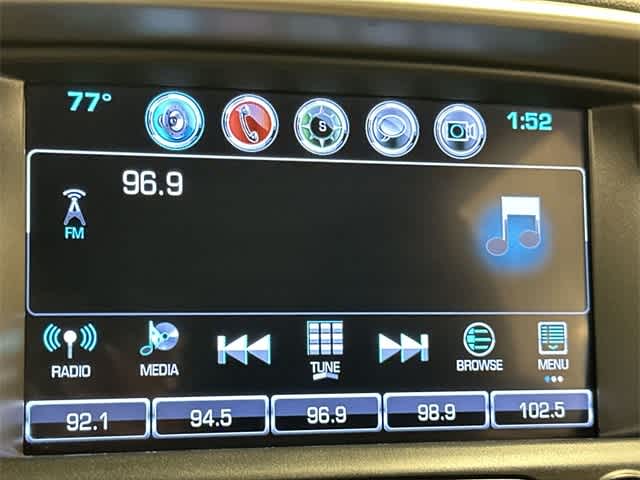 77° S 1:52
96.9
FM
RADIO MEDIA TUNE BROWSE MENU
92.1 94.5 96.9 98.9 102.5